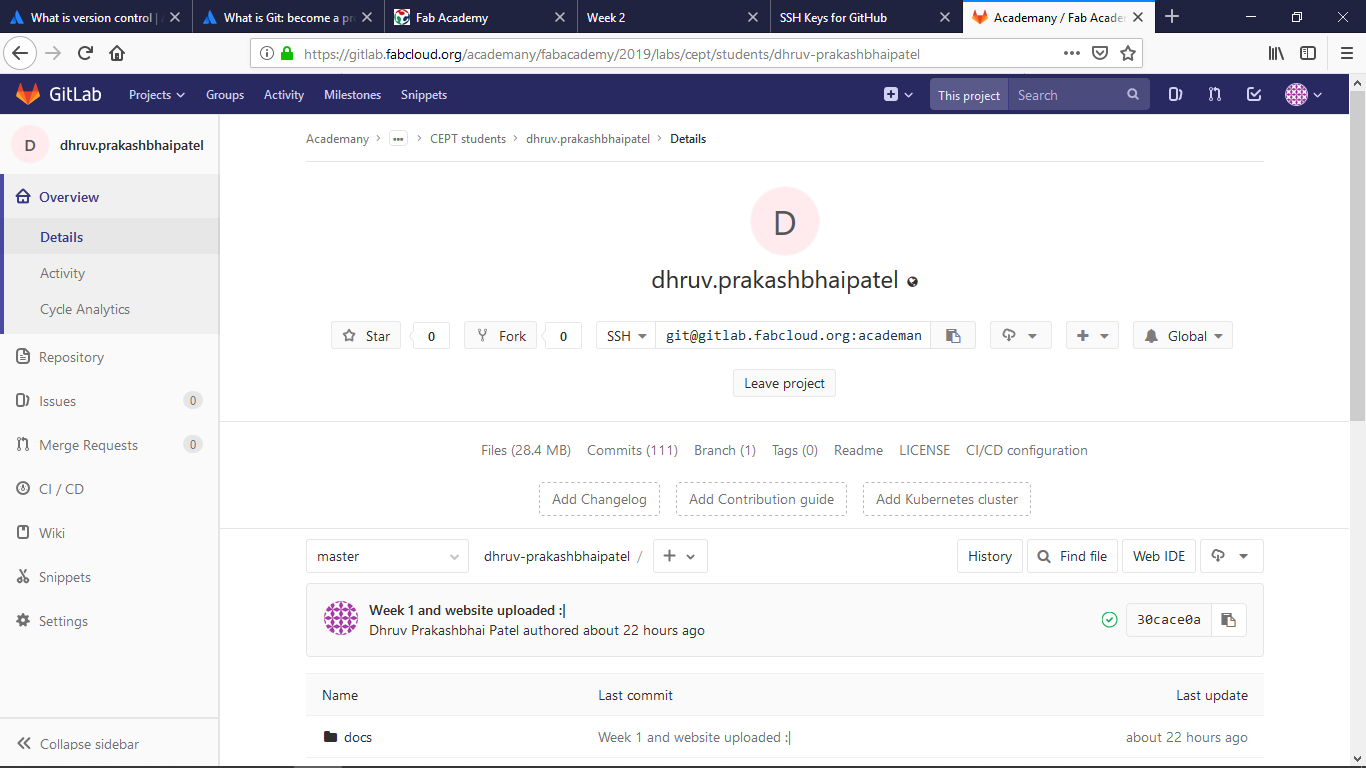 What is version control | A
What is Git: become a pro
Fab Academy
Week 2
SSH Keys for GitHub
Academany / Fab Acade
https://gitlab.fabcloud.org/academany/fabacademy/2019/labs/cept/students/dhruv-prakashbhaipatel
GitLab Projects Groups Activity Milestones Snippets This project Search
D dhruv.prakashbhaipatel
Overview
Details
Activity
Cycle Analytics
Repository
Issues 0
Merge Requests 0
CI / CD
Wiki
Snippets
Settings
Collapse sidebar
Academany > ... > CEPT students > dhruv.prakashbhaipatel > Details
D
dhruv.prakashbhaipatel
Star 0 Fork 0 SSH git@gitlab.fabcloud.org:academan Global
Leave project
Files (28.4 MB) Commits (111) Branch (1) Tags (0) Readme LICENSE CI/CD configuration
Add Changelog Add Contribution guide Add Kubernetes cluster
master dhruv-prakashbhaipatel / History Find file Web IDE
Week 1 and website uploaded :|
Dhruv Prakashbhai Patel authored about 22 hours ago
30cace0a
Name Last commit Last update
docs Week 1 and website uploaded :| about 22 hours ago